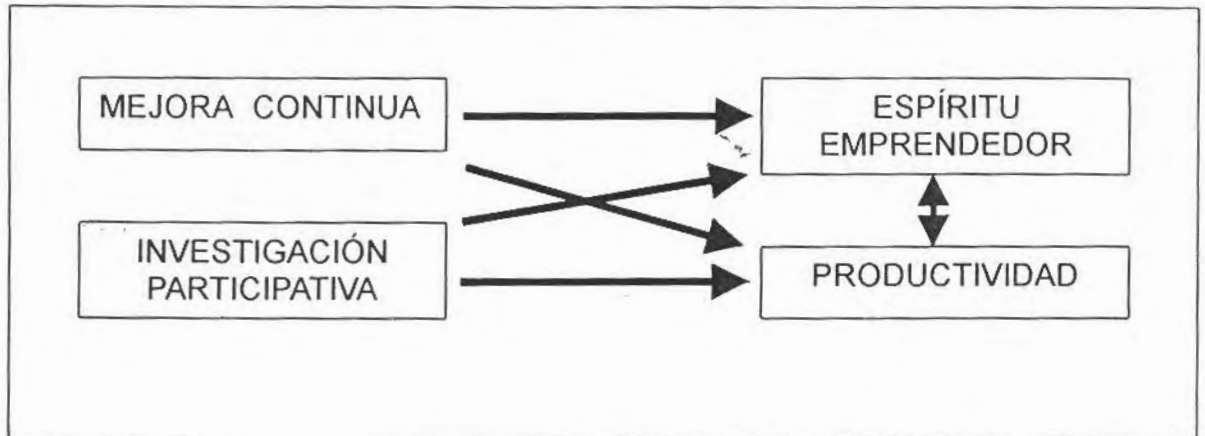 MEJORA CONTINUA
ESPÍRITU
EMPRENDEDOR
INVESTIGACIÓN
PARTICIPATIVA
PRODUCTIVIDAD